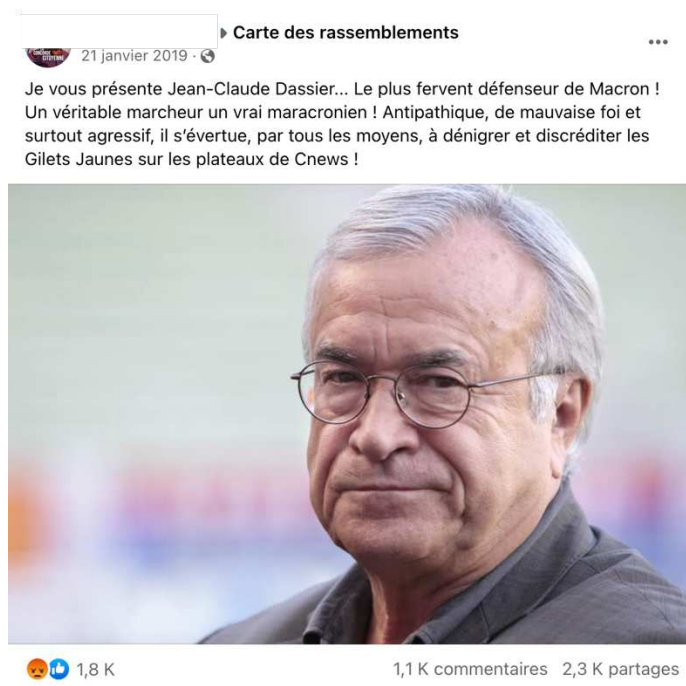 Carte des rassemblements
CITOYENNE
21 janvier 2019 ·
Je vous présente Jean-Claude Dassier... Le plus fervent défenseur de Macron !
Un véritable marcheur un vrai maracronien ! Antipathique, de mauvaise foi et
surtout agressif, il s’évertue, par tous les moyens, à dénigrer et discréditer les
Gilets Jaunes sur les plateaux de Cnews !
1,8 K
1,1 K commentaires 2,3 K partages